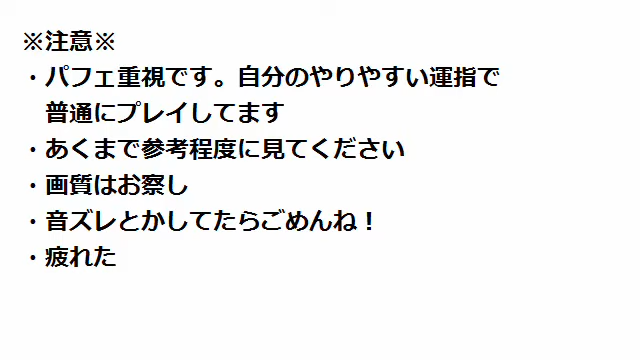 ※注意※
・パフェ重視です。自分のやりやすい運指で
普通にプレイしてます
・あくまで参考程度に見てください
・画質はお察し
・音ズレとかしてたらごめんね！
・疲れた